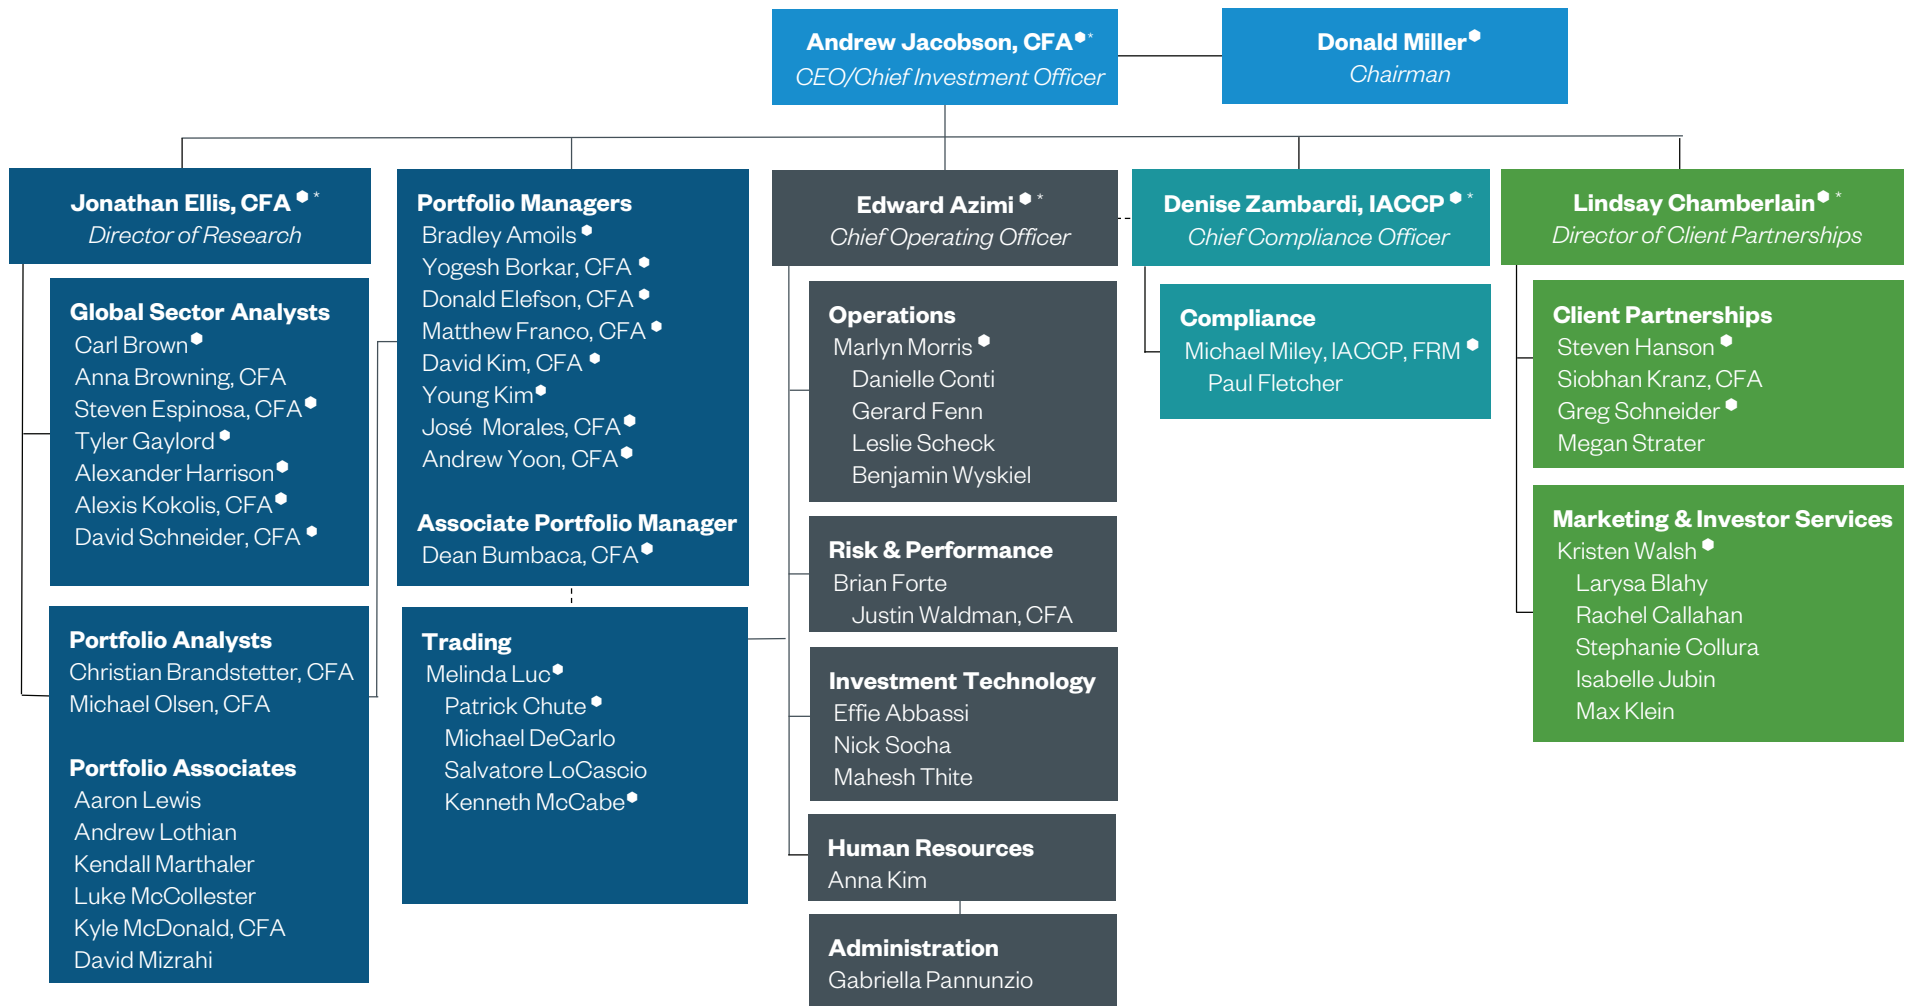 Andrew Jacobson, CFA⬢*
CEO/Chief Investment Officer
Donald Miller⬢
Chairman
Jonathan Ellis, CFA ⬢ *
Director of Research
Global Sector Analysts
Carl Brown⬢
Anna Browning, CFA
Steven Espinosa, CFA⬢
Tyler Gaylord⬢
Alexander Harrison⬢
Alexis Kokolis, CFA⬢
David Schneider, CFA ⬢
Portfolio Analysts
Christian Brandstetter, CFA
Michael Olsen, CFA
Portfolio Associates
Aaron Lewis
Andrew Lothian
Kendall Marthaler
Luke McCollester
Kyle McDonald, CFA
David Mizrahi
Portfolio Managers
Bradley Amoils ⬢
Yogesh Borkar, CFA ⬢
Donald Elefson, CFA ⬢
Matthew Franco, CFA ⬢
David Kim, CFA ⬢
Young Kim⬢
José Morales, CFA⬢
Andrew Yoon, CFA⬢
Associate Portfolio Manager
Dean Bumbaca, CFA⬢
Trading
Melinda Luc⬢
Patrick Chute ⬢
Michael DeCarlo
Salvatore LoCascio
Kenneth McCabe⬢
Edward Azimi ⬢ *
Chief Operating Officer
Operations
Marlyn Morris ⬢
Danielle Conti
Gerard Fenn
Leslie Scheck
Benjamin Wyskiel
Risk & Performance
Brian Forte
Justin Waldman, CFA
Investment Technology
Effie Abbassi
Nick Socha
Mahesh Thite
Human Resources
Anna Kim
Administration
Gabriella Pannunzio
Denise Zambardi, IACCP ⬢ *
Chief Compliance Officer
Compliance
Michael Miley, IACCP, FRM ⬢
Paul Fletcher
Lindsay Chamberlain⬢ *
Director of Client Partnerships
Client Partnerships
Steven Hanson ⬢
Siobhan Kranz, CFA
Greg Schneider ⬢
Megan Strater
Marketing & Investor Services
Kristen Walsh ⬢
Larysa Blahy
Rachel Callahan
Stephanie Collura
Isabelle Jubin
Max Klein